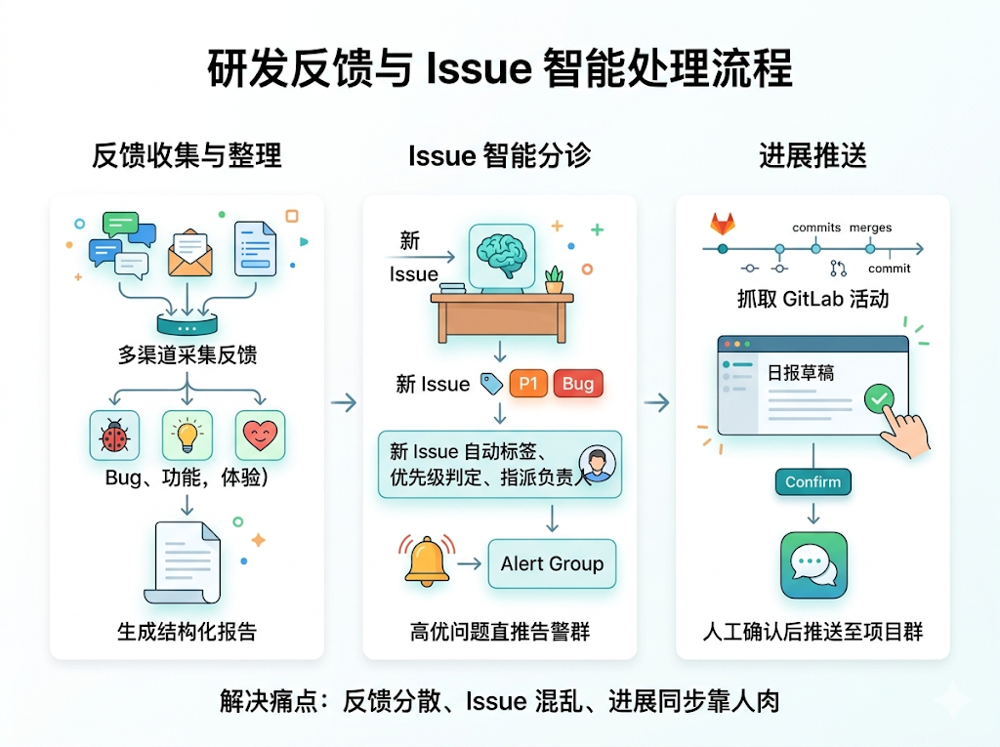 研发反馈与 Issue 智能处理流程
反馈收集与整理
多渠道采集反馈
Bug、功能，体验)
生成结构化报告
Issue 智能分诊
新
Issue
新 Issue
P1
Bug
新 Issue 自动标签、
优先级判定、指派负责人
Alert Group
高优问题直推告警群
进展推送
commits merges
commit
抓取 GitLab 活动
日报草稿
Confirm
人工确认后推送至项目群
解决痛点：反馈分散、Issue 混乱、进展同步靠人肉